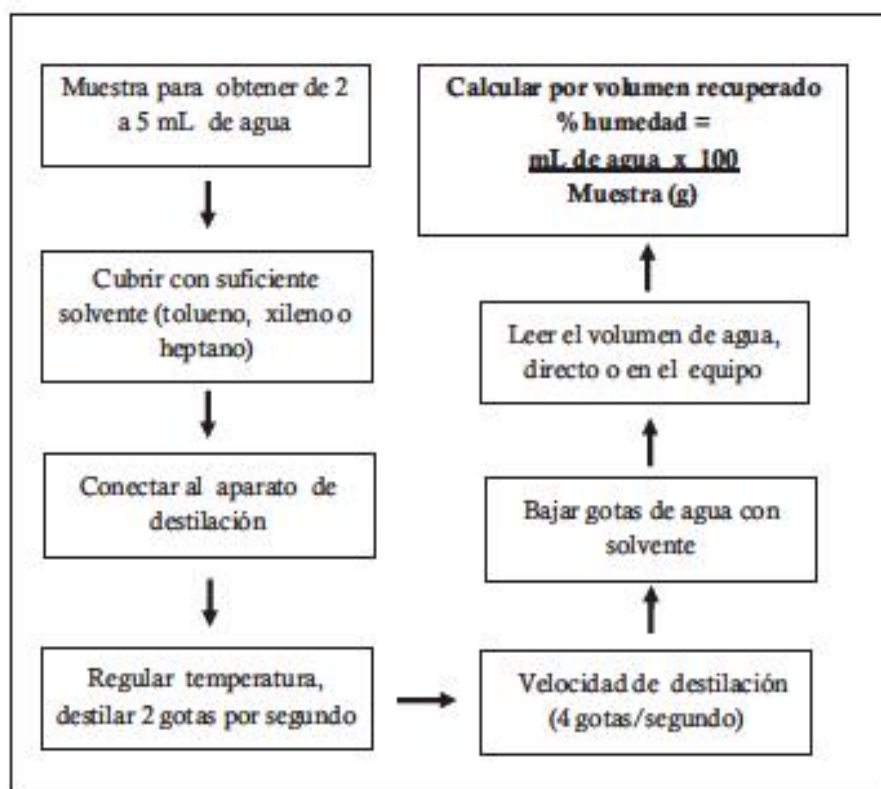 Muestra para obtener de 2
a 5 mL de agua
Cubrir con suficiente
solvente (tolueno, xileno o
heptano)
Conectar al aparato de
destilación
Regular temperatura,
destilar 2 gotas por segundo
Velocidad de destilación
(4 gotas/segundo)
Bajar gotas de agua con
solvente
Leer el volumen de agua,
directo o en el equipo
Calcular por volumen recuperado
% humedad =
mL de agua x 100
Muestra (g)